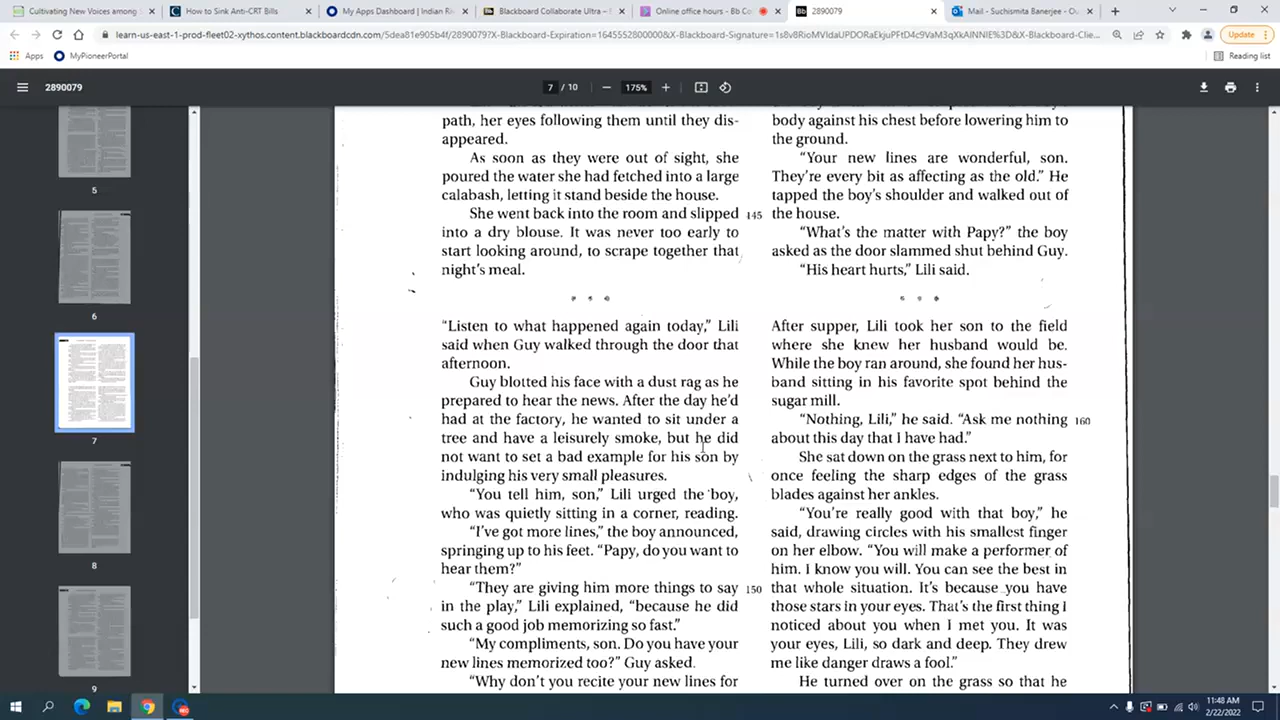 Cultivating New Voices among S
How to Sink Anti-CRT Bills
My Apps Dashboard | Indian Ri
Blackboard Collaborate Ultra –
Online office hours – Bb Co
2890079
Mail - Suchismita Banerjee - Ou
Update
Apps
MyPioneerPortal
Reading list
2890079
7 / 10
175%
5
6
7
8
9
path, her eyes following them until they dis-
appeared.
As soon as they were out of sight, she
poured the water she had fetched into a large
calabash, letting it stand beside the house.
She went back into the room and slipped 145
into a dry blouse. It was never too early to
start looking around, to scrape together that
night's meal.
“Listen to what happened again today,” Lili
said when Guy walked through the door that
afternoon.
Guy blotted his face with a dust rag as he
prepared to hear the news. After the day he'd
had at the factory, he wanted to sit under a
tree and have a leisurely smoke, but he did
not want to set a bad example for his son by
indulging his very small pleasures.
“You tell him, son,” Lili urged the boy,
who was quietly sitting in a corner, reading.
“I've got more lines,” the boy announced,
springing up to his feet. “Papy, do you want to
hear them?”
“They are giving him more things to say 150
in the play,” Lili explained, “because he did
such a good job memorizing so fast.”
“My compliments, son. Do you have your
new lines memorized too?” Guy asked.
“Why don't you recite your new lines for
body against his chest before lowering him to
the ground.
“Your new lines are wonderful, son.
They're every bit as affecting as the old.” He
tapped the boy's shoulder and walked out of
the house.
“What's the matter with Papy?” the boy
asked as the door slammed shut behind Guy.
“His heart hurts,” Lili said.
After supper, Lili took her son to the field
where she knew her husband would be.
While the boy ran around, she found her hus-
band sitting in his favorite spot behind the
sugar mill.
“Nothing, Lili,” he said. “Ask me nothing 160
about this day that I have had.”
She sat down on the grass next to him, for
once feeling the sharp edges of the grass
blades against her ankles.
“You're really good with that boy,” he
said, drawing circles with his smallest finger
on her elbow. “You will make a performer of
him. I know you will. You can see the best in
that whole situation. It's because you have
those stars in your eyes. That's the first thing I
noticed about you when I met you. It was
your eyes, Lili, so dark and deep. They drew
me like danger draws a fool.”
He turned over on the grass so that he
11:48 AM
2/22/2022